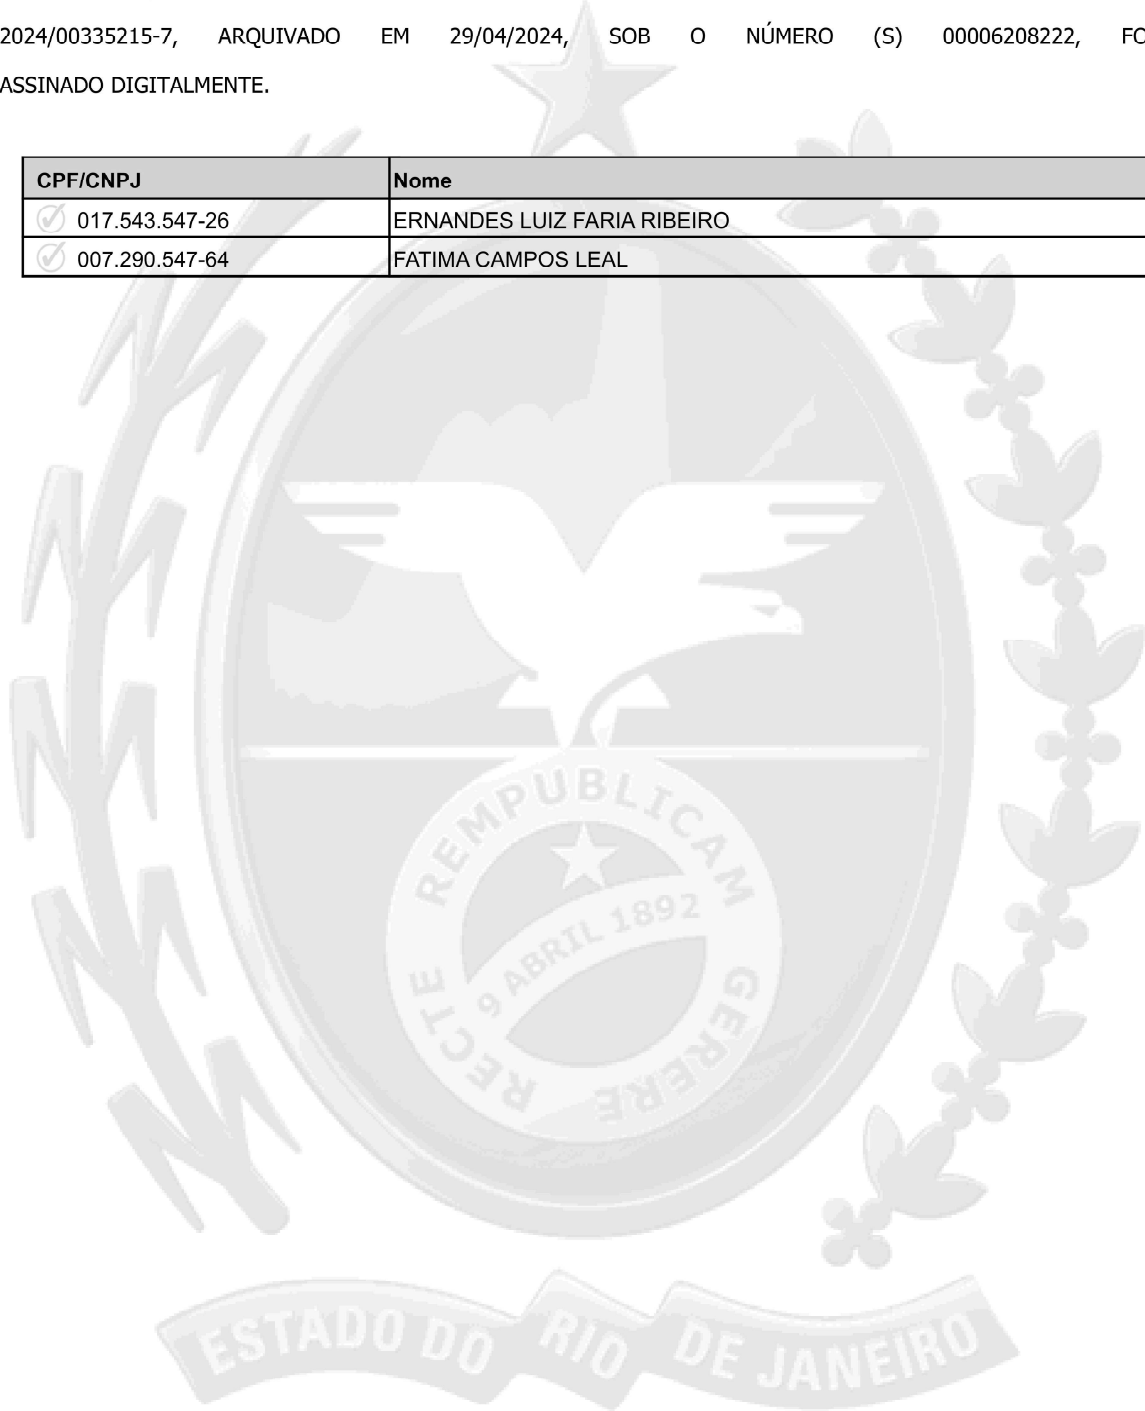 2024/00335215-7, ARQUIVADO EM 29/04/2024, SOB O NÚMERO (S) 00006208222, FO
ASSINADO DIGITALMENTE.
CPF/CNPJ Nome
017.543.547-26 ERNANDES LUIZ FARIA RIBEIRO
007.290.547-64 FATIMA CAMPOS LEAL
RECTE REMPUBLICAM GERERE
9 ABRIL 1892
ESTADO DO RIO DE JANEIRO